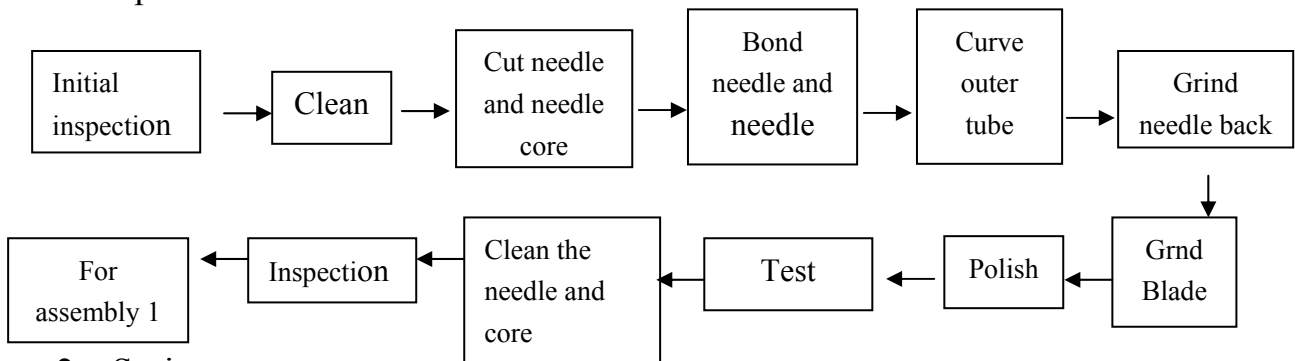 Initial
inspection
Clean
Cut needle
and needle
core
Bond
needle and
needle
Curve
outer
tube
Grind
needle back
Grnd
Blade
Polish
Test
Clean the
needle and
core
Inspection
For
assembly 1